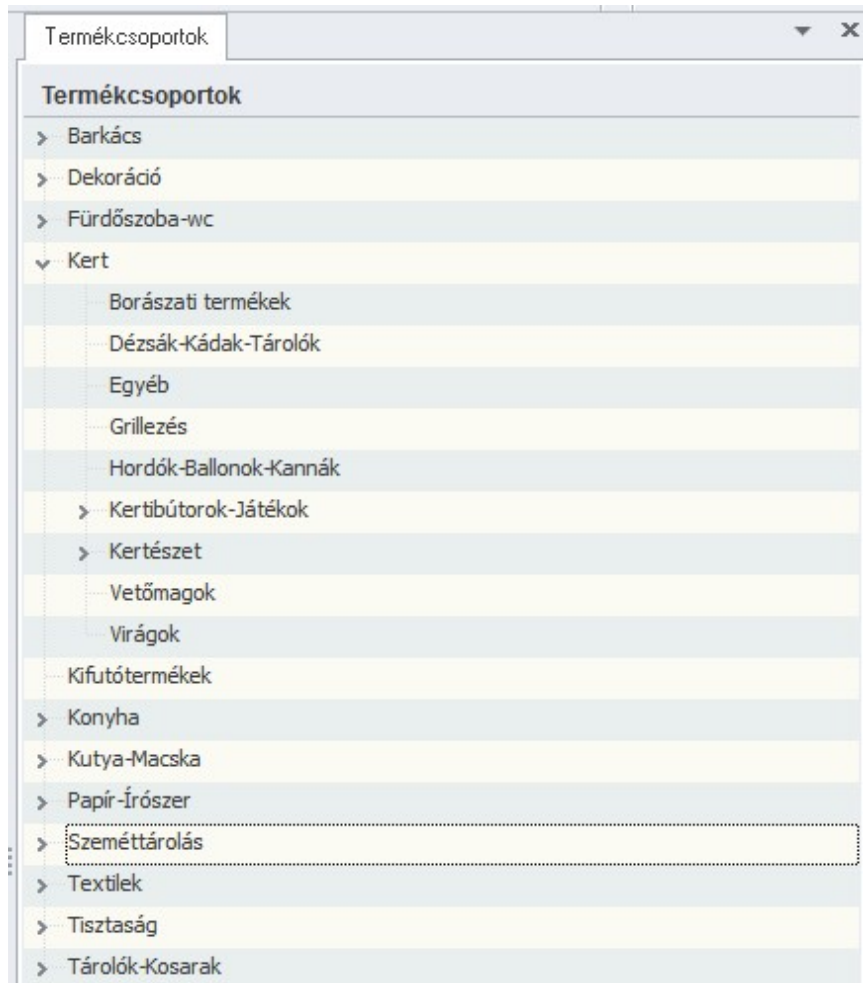 Termékcsoportok
Termékcsoportok
Barkács
Dekoráció
Fürdőszoba-wc
Kert
Borászati termékek
Dézsák-Kádak-Tárolók
Egyéb
Grillezés
Hordók-Ballonok-Kannák
Kertibútorok-Játékok
Kertészet
Vetőmagok
Virágok
Kifutótermékek
Konyha
Kutya-Macska
Papír-Írószer
Szeméttárolás
Textilek
Tisztaság
Tárolók-Kosarak